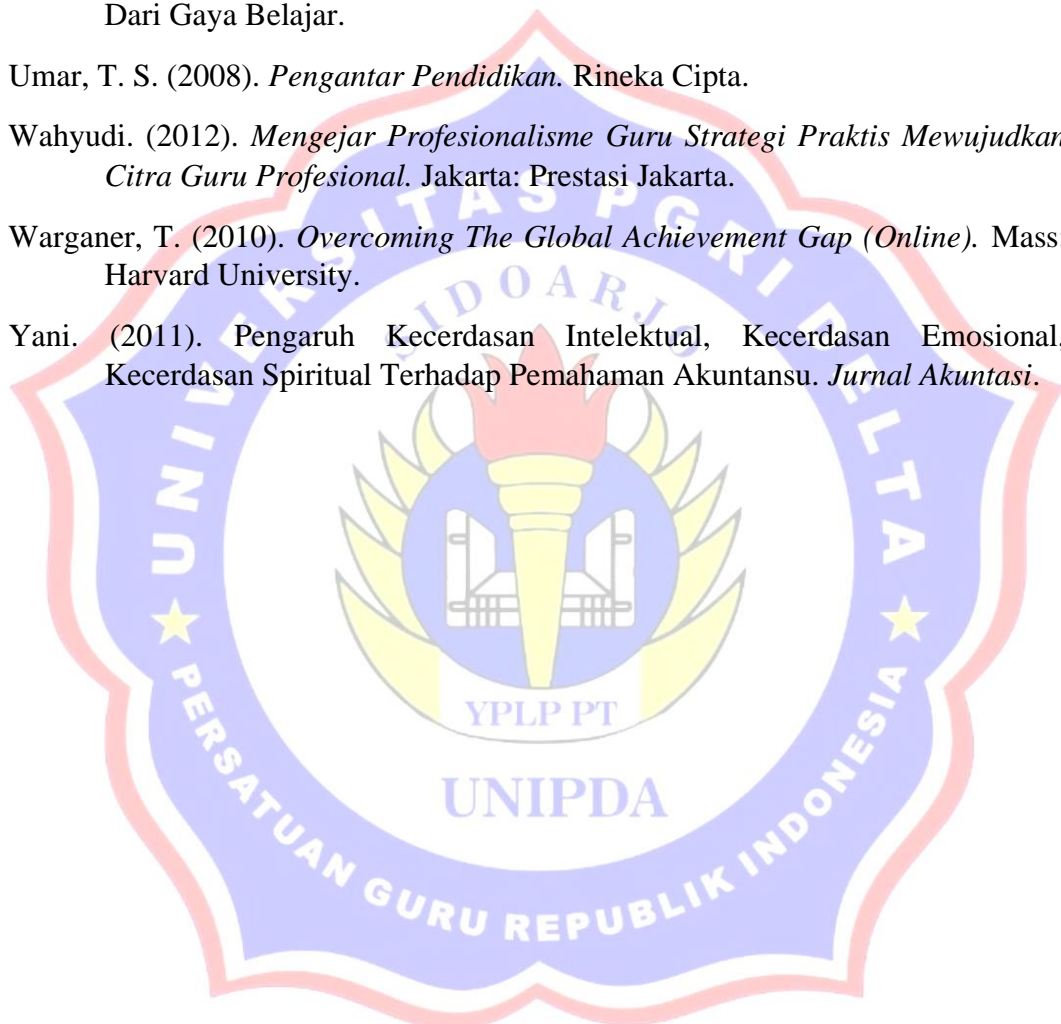 Dari Gaya Belajar.
Umar, T. S. (2008). Pengantar Pendidikan. Rineka Cipta.
Wahyudi. (2012). Mengejar Profesionalisme Guru Strategi Praktis Mewujudkan
Citra Guru Profesional. Jakarta: Prestasi Jakarta.
Warganer, T. (2010). Overcoming The Global Achievement Gap (Online). Mass:
Harvard University.
Yani. (2011). Pengaruh Kecerdasan Intelektual, Kecerdasan Emosional,
Kecerdasan Spiritual Terhadap Pemahaman Akuntansu. Jurnal Akuntasi.
UNIVERSITAS PGRI DELTA
SIDOARJO
YPLP PT
UNIPDA
PERSATUAN GURU REPUBLIK INDONESIA